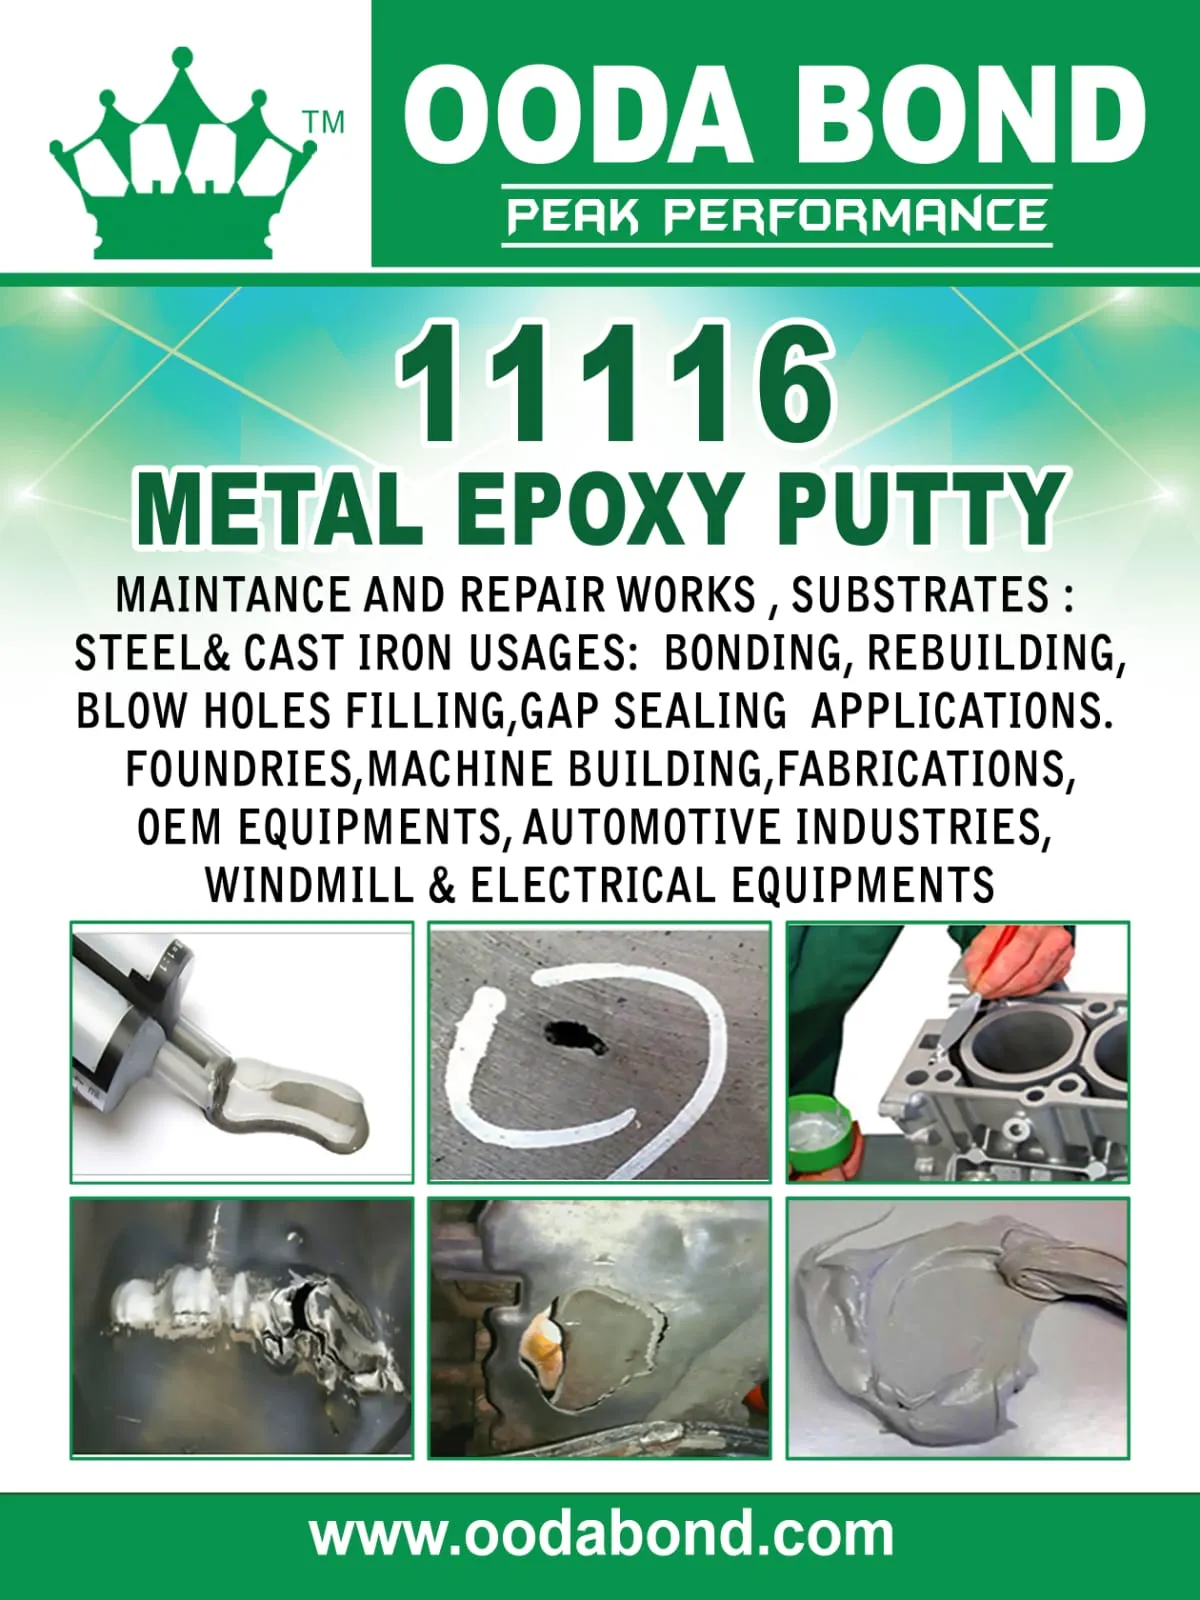 TM
OODA BOND
PEAK PERFORMANCE
11116
METAL EPOXY PUTTY
MAINTANCE AND REPAIR WORKS , SUBSTRATES :
STEEL& CAST IRON USAGES: BONDING, REBUILDING,
BLOW HOLES FILLING,GAP SEALING APPLICATIONS.
FOUNDRIES,MACHINE BUILDING,FABRICATIONS,
OEM EQUIPMENTS, AUTOMOTIVE INDUSTRIES,
WINDMILL & ELECTRICAL EQUIPMENTS
www.oodabond.com